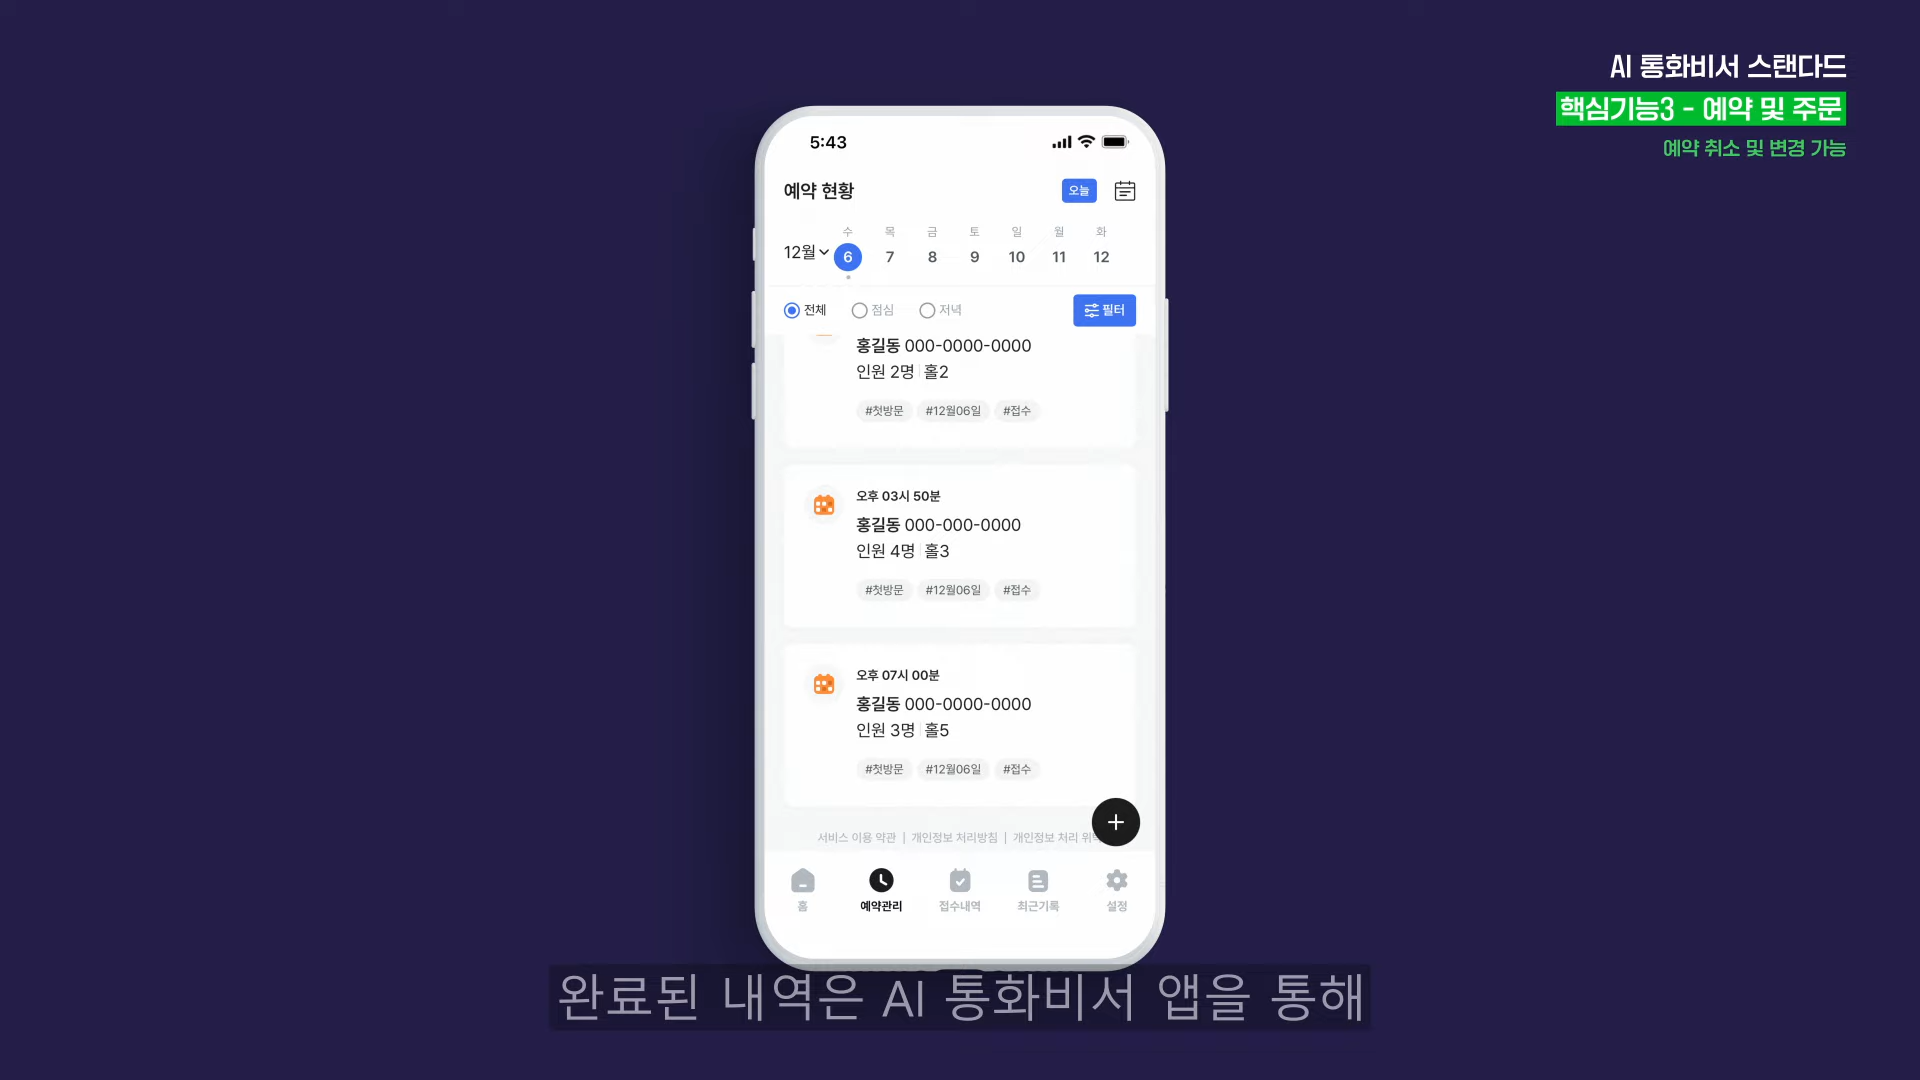 AI 통화비서 스탠다드
핵심기능3 - 예약 및 주문
예약 취소 및 변경 가능
5:43
예약 현황
오늘
수 목 금 토 일 월 화
12월 6 7 8 9 10 11 12
전체 점심 저녁 필터
홍길동 000-0000-0000
인원 2명 홀2
#첫방문 #12월06일 #접수
오후 03시 50분
홍길동 000-000-0000
인원 4명 홀3
#첫방문 #12월06일 #접수
오후 07시 00분
홍길동 000-0000-0000
인원 3명 홀5
#첫방문 #12월06일 #접수
서비스 이용 약관 | 개인정보 처리방침 | 개인정보 처리
홈 예약관리 접수내역 최근기록 설정
완료된 내역은 AI 통화비서 앱을 통해